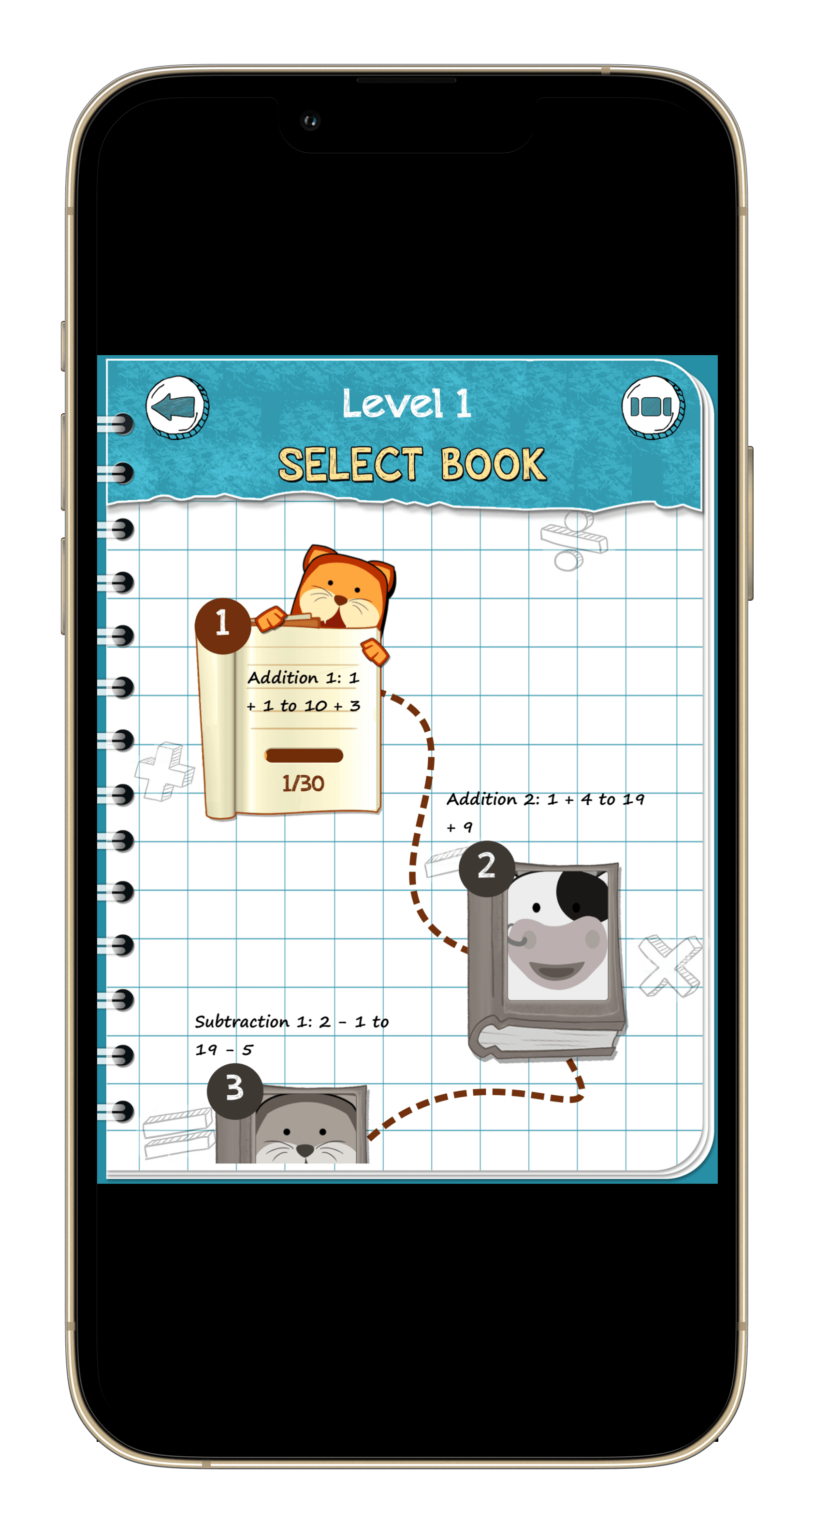 Level 1
SELECT BOOK
1
Addition 1: 1
+ 1 to 10 + 3
1/30
Addition 2: 1 + 4 to 19
+ 9
2
Subtraction 1: 2 - 1 to
19 - 5
3